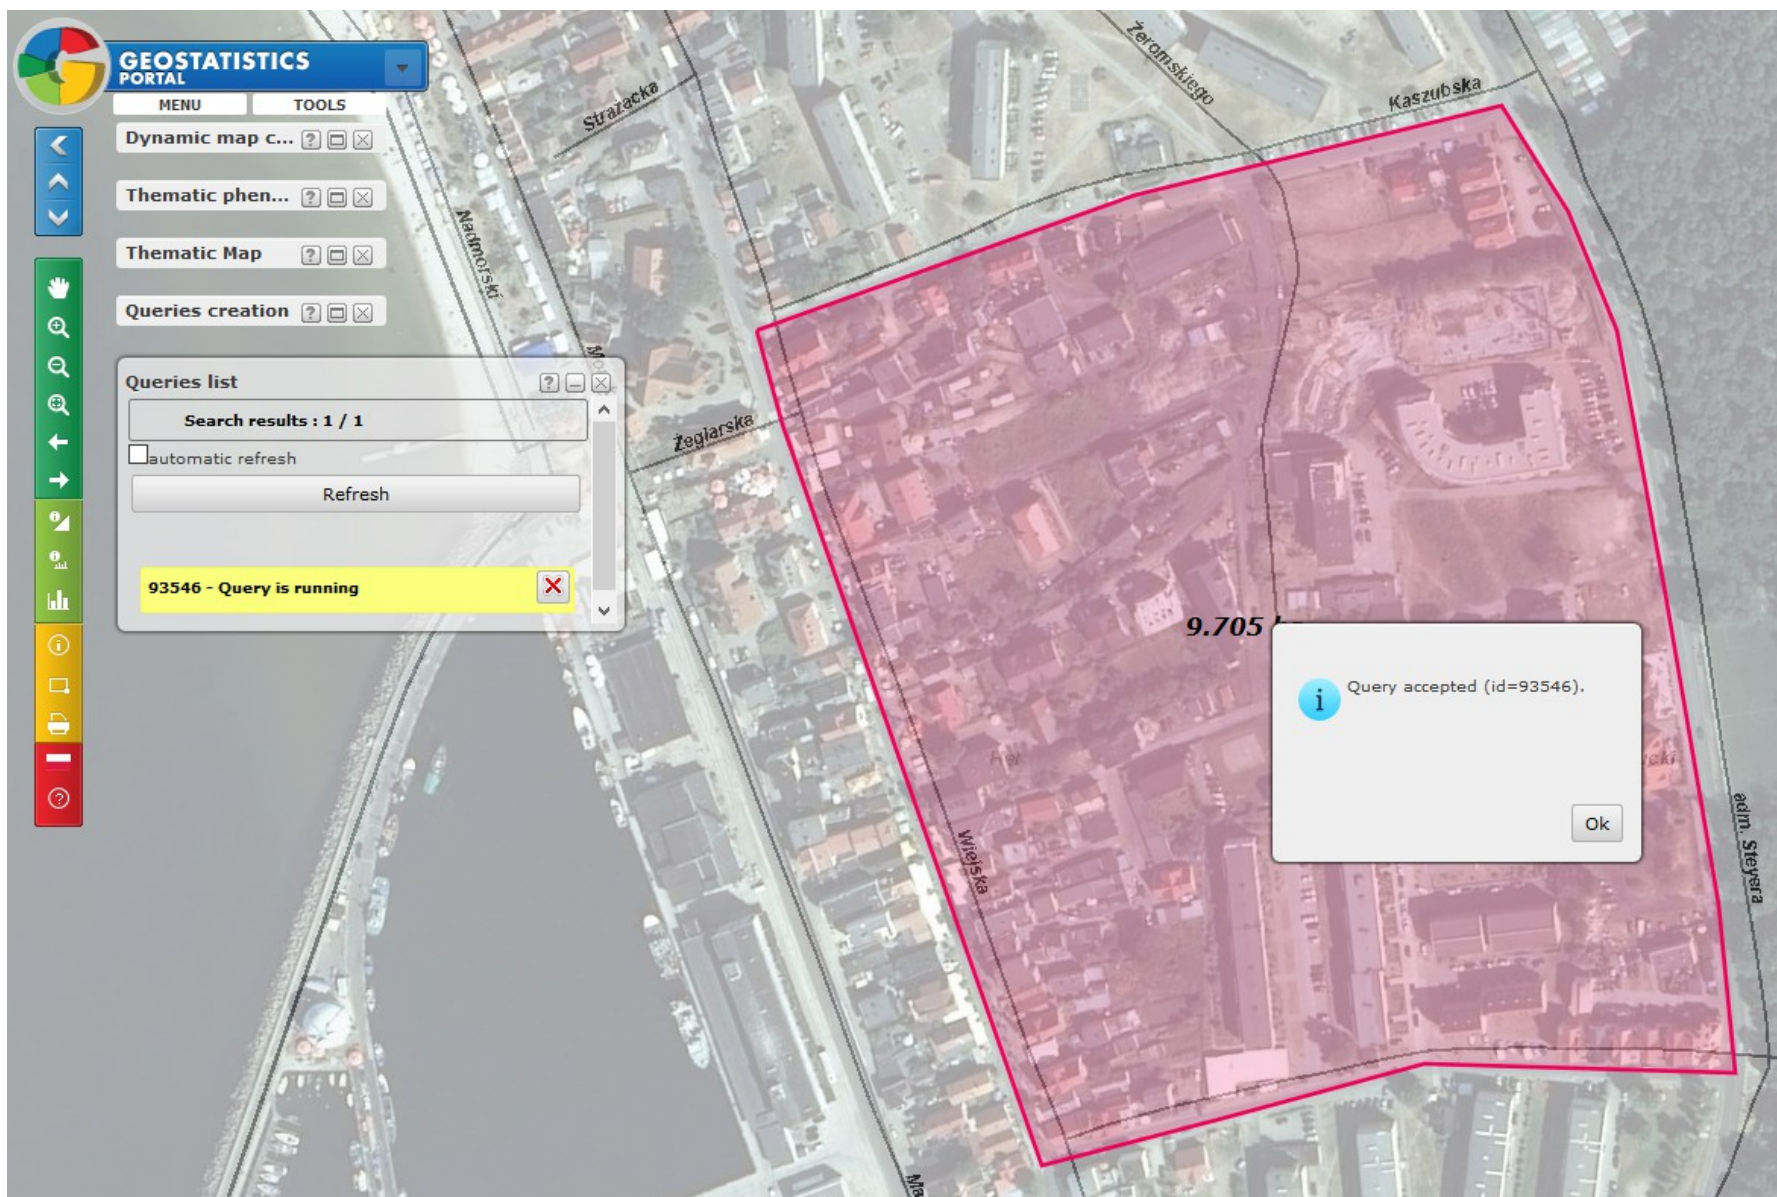 GEOSTATISTICS
PORTAL
MENU
TOOLS
Dynamic map c...
Thematic phen...
Thematic Map
Queries creation
Queries list
Search results : 1 / 1
automatic refresh
Refresh
93546 - Query is running
Strażacka
Żeromskiego
Kaszubska
Nadmorski
Żeglarska
9.705
Query accepted (id=93546).
Ok
Hel
Wiejska
adm. Steyera